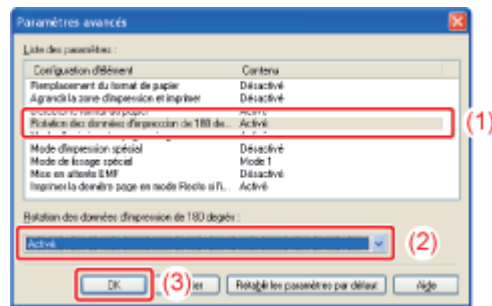 Paramètres avancés
Liste des paramètres :
Configuration d'élément Contenu
Remplacement du format de papier Désactivé
Agrandir la zone d'impression et imprimer Désactivé
Rotation des données d'impression de 180 de... Activé
(1)
Mode d'impression spécial Désactivé
Mode de lissage spécial Mode 1
Mise en attente EMF Désactivé
Imprimer la dernière page en mode Recto si l'i... Activé
Rotation des données d'impression de 180 degrés :
Activé
(2)
OK (3) er Rétablir les paramètres par défaut Aide